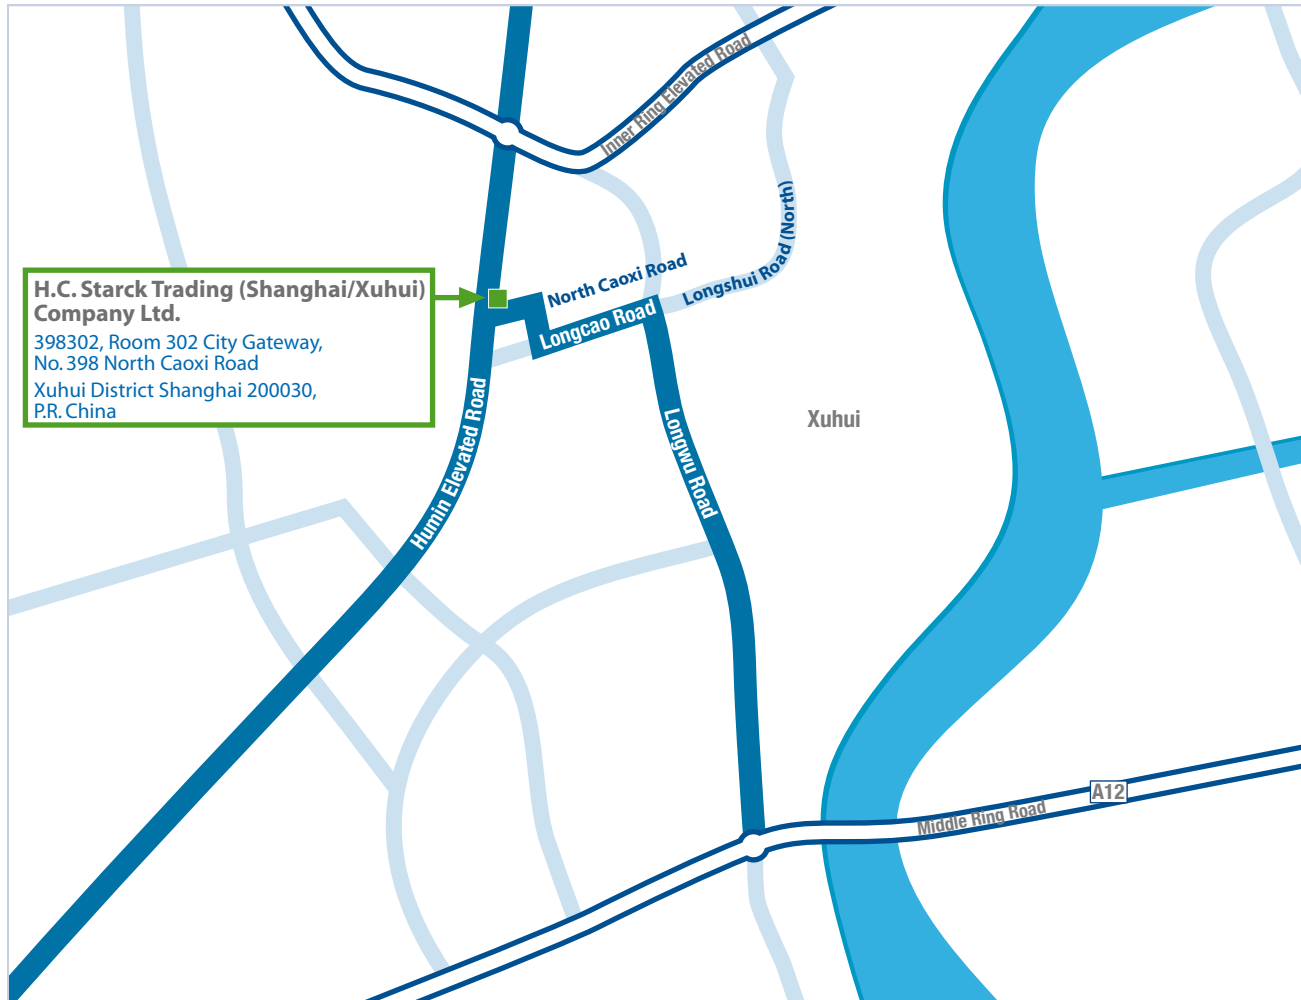 Inner Ring Elevated Road
Longshui Road (North)
North Caoxi Road
H.C. Starck Trading (Shanghai/Xuhui)
Company Ltd.
398302, Room 302 City Gateway,
No. 398 North Caoxi Road
Xuhui District Shanghai 200030,
P.R. China
Longcao Road
Humin Elevated Road
Longwu Road
Xuhui
A12
Middle Ring Road